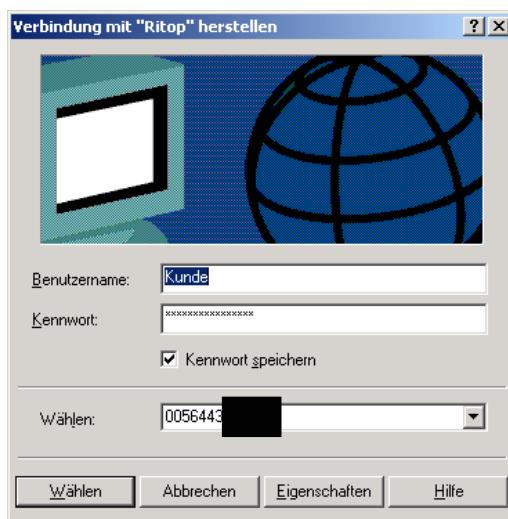 Verbindung mit "Ritop" herstellen
Benutzername: Kunde
Kennwort: ****************
Kennwort speichern
Wählen: 0056443
Wählen Abbrechen Eigenschaften Hilfe